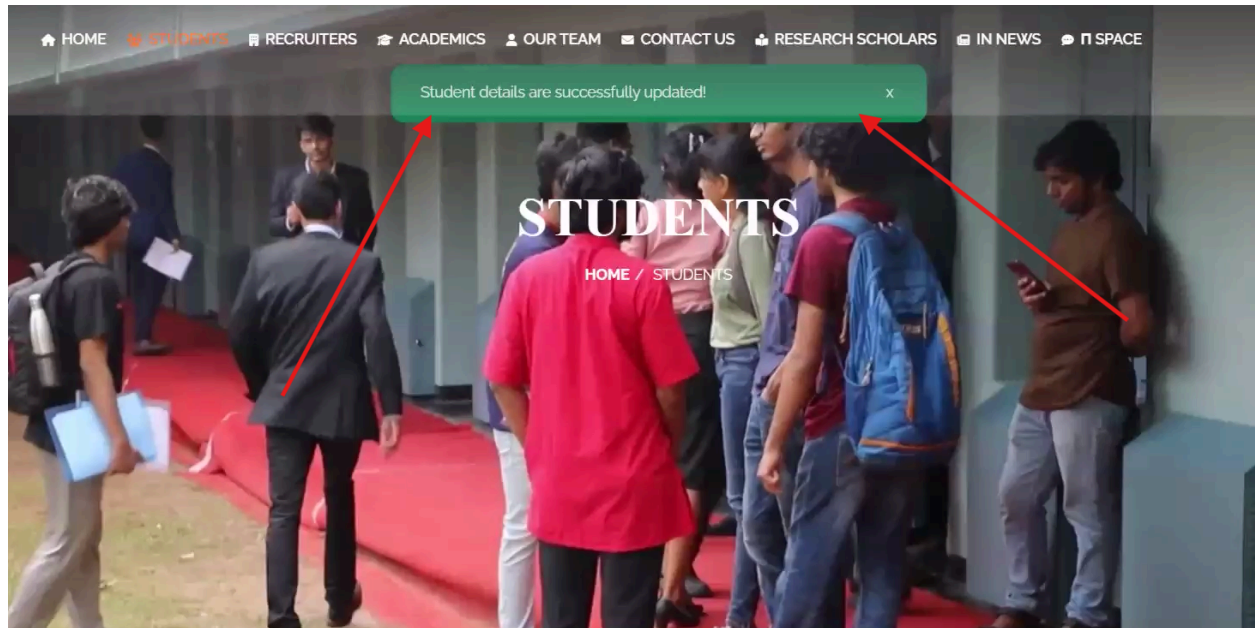 HOME STUDENTS RECRUITERS ACADEMICS OUR TEAM CONTACT US RESEARCH SCHOLARS IN NEWS Π SPACE
Student details are successfully updated! x
STUDENTS
HOME / STUDENTS